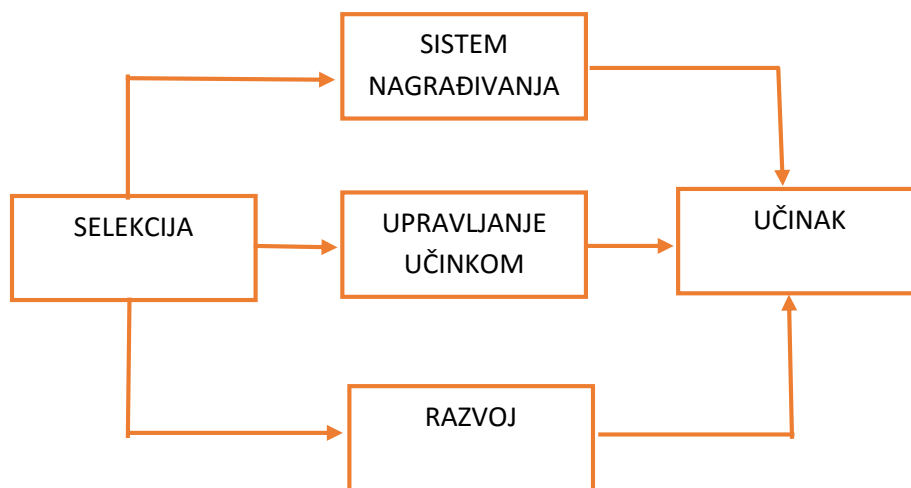 SISTEM
NAGRAĐIVANJA
SELEKCIJA
UPRAVLJANJE
UČINKOM
UČINAK
RAZVOJ